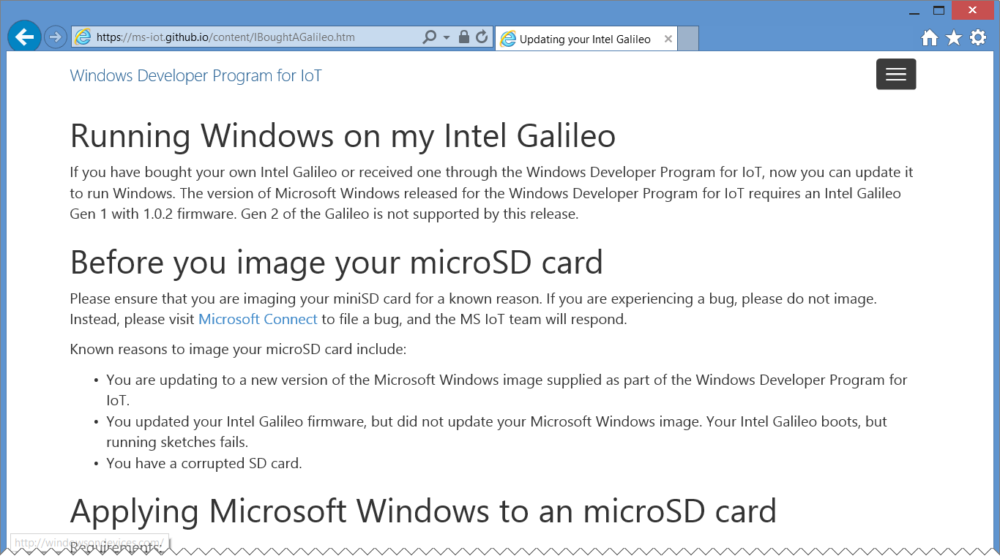 https://ms-iot.github.io/content/IBoughtAGalileo.htm
Updating your Intel Galileo
Windows Developer Program for IoT
Running Windows on my Intel Galileo
If you have bought your own Intel Galileo or received one through the Windows Developer Program for IoT, now you can update it
to run Windows. The version of Microsoft Windows released for the Windows Developer Program for IoT requires an Intel Galileo
Gen 1 with 1.0.2 firmware. Gen 2 of the Galileo is not supported by this release.
Before you image your microSD card
Please ensure that you are imaging your miniSD card for a known reason. If you are experiencing a bug, please do not image.
Instead, please visit Microsoft Connect to file a bug, and the MS IoT team will respond.
Known reasons to image your microSD card include:
• You are updating to a new version of the Microsoft Windows image supplied as part of the Windows Developer Program for
IoT.
• You updated your Intel Galileo firmware, but did not update your Microsoft Windows image. Your Intel Galileo boots, but
running sketches fails.
• You have a corrupted SD card.
Applying Microsoft Windows to an microSD card
http://windowsondevices.com/
Requirements: